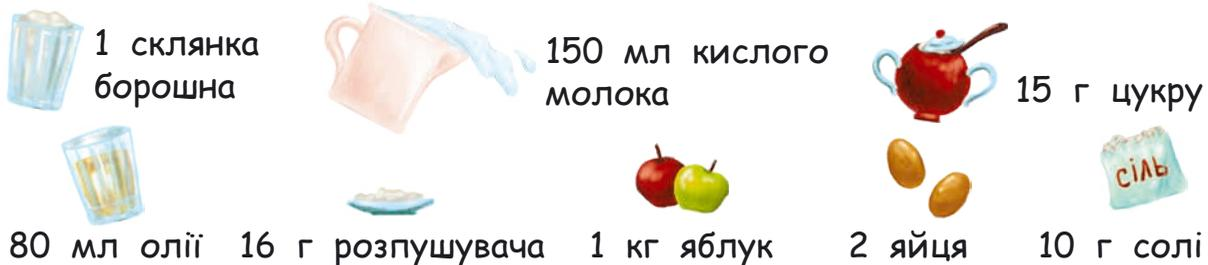 1 склянка
борошна
150 мл кислого
молока
15 г цукру
80 мл олії
16 г розпушувача
1 кг яблук
2 яйця
сіль
10 г солі